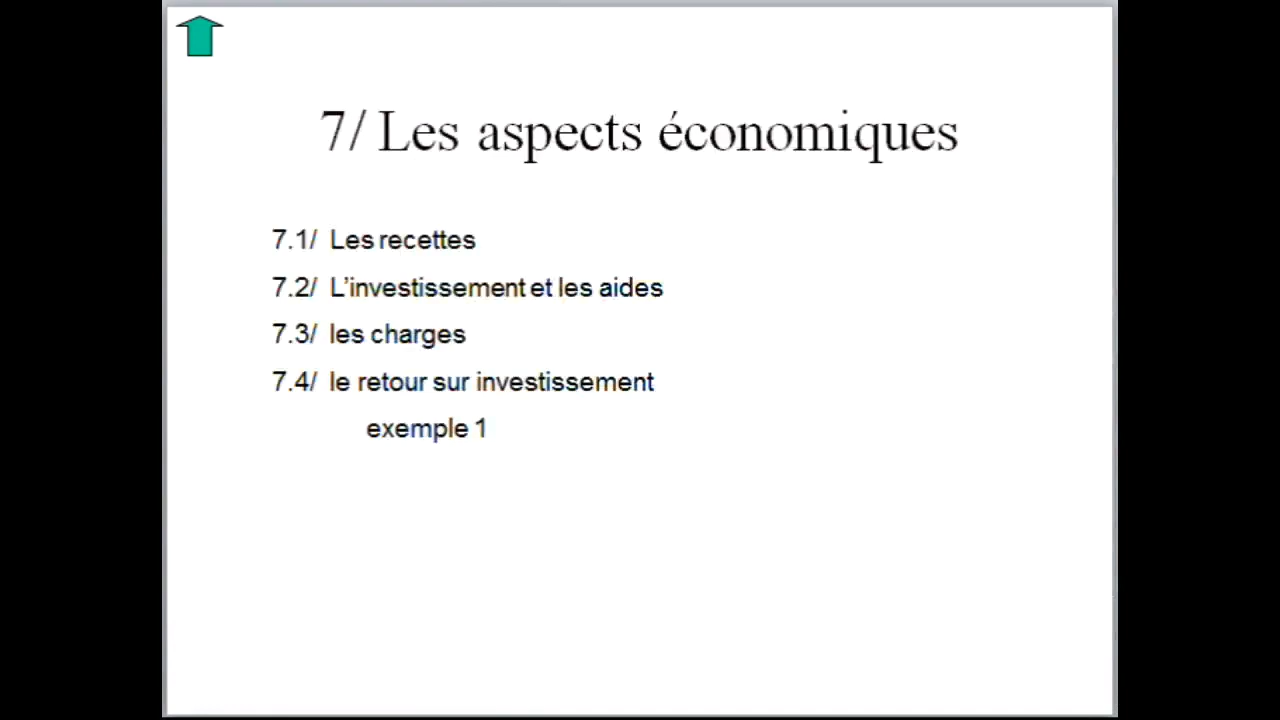 7/ Les aspects économiques
7.1/ Les recettes
7.2/ L'investissement et les aides
7.3/ les charges
7.4/ le retour sur investissement
exemple 1